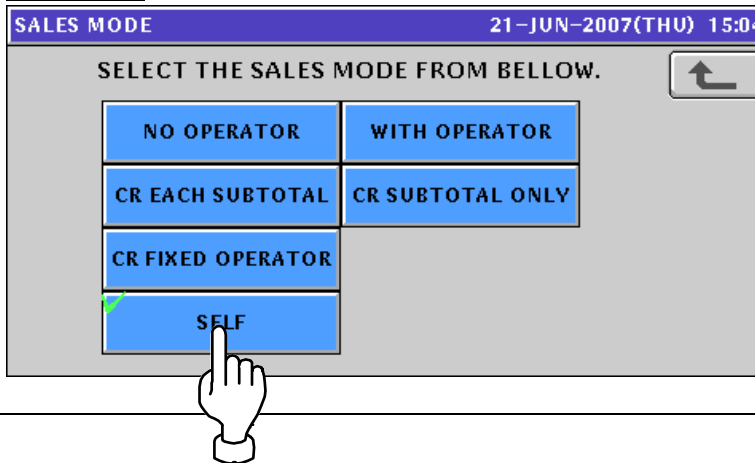 SALES MODE 21-JUN-2007(THU) 15:04
SELECT THE SALES MODE FROM BELLOW.
NO OPERATOR WITH OPERATOR
CR EACH SUBTOTAL CR SUBTOTAL ONLY
CR FIXED OPERATOR
SELF